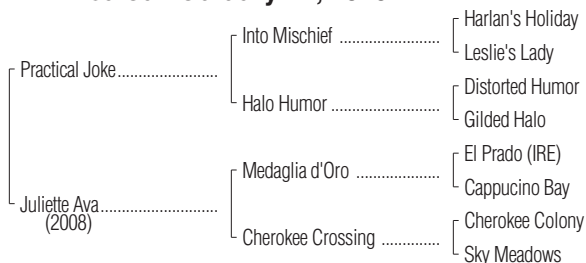 Harlan's Holiday
Into Mischief ........................
Leslie's Lady
Practical Joke........................
Distorted Humor
Halo Humor ..........................
Gilded Halo
El Prado (IRE)
Medaglia d'Oro ....................
Cappucino Bay
Juliette Ava............................
(2008)
Cherokee Colony
Cherokee Crossing ..............
Sky Meadows